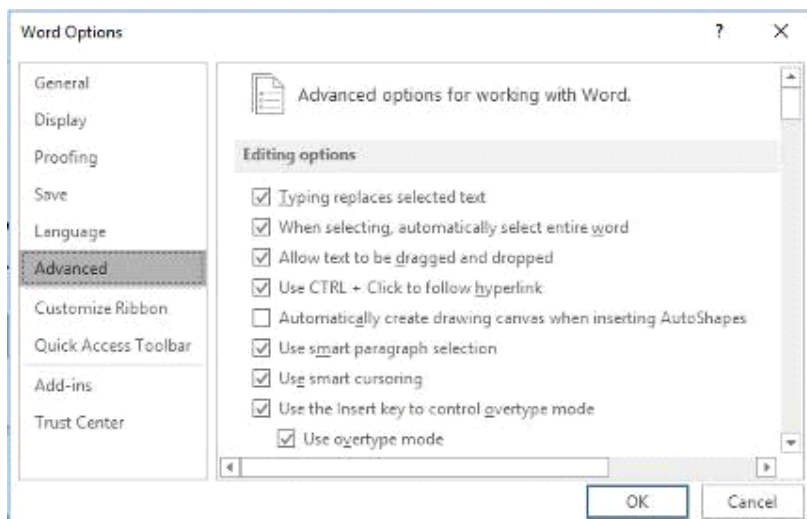 Word Options
?
General
Display
Proofing
Save
Language
Advanced
Customize Ribbon
Quick Access Toolbar
Add-ins
Trust Center
Advanced options for working with Word.
Editing options
Typing replaces selected text
When selecting, automatically select entire word
Allow text to be dragged and dropped
Use CTRL + Click to follow hyperlink
Automatically create drawing canvas when inserting AutoShapes
Use smart paragraph selection
Use smart cursoring
Use the Insert key to control overtype mode
Use overtype mode
OK
Cancel